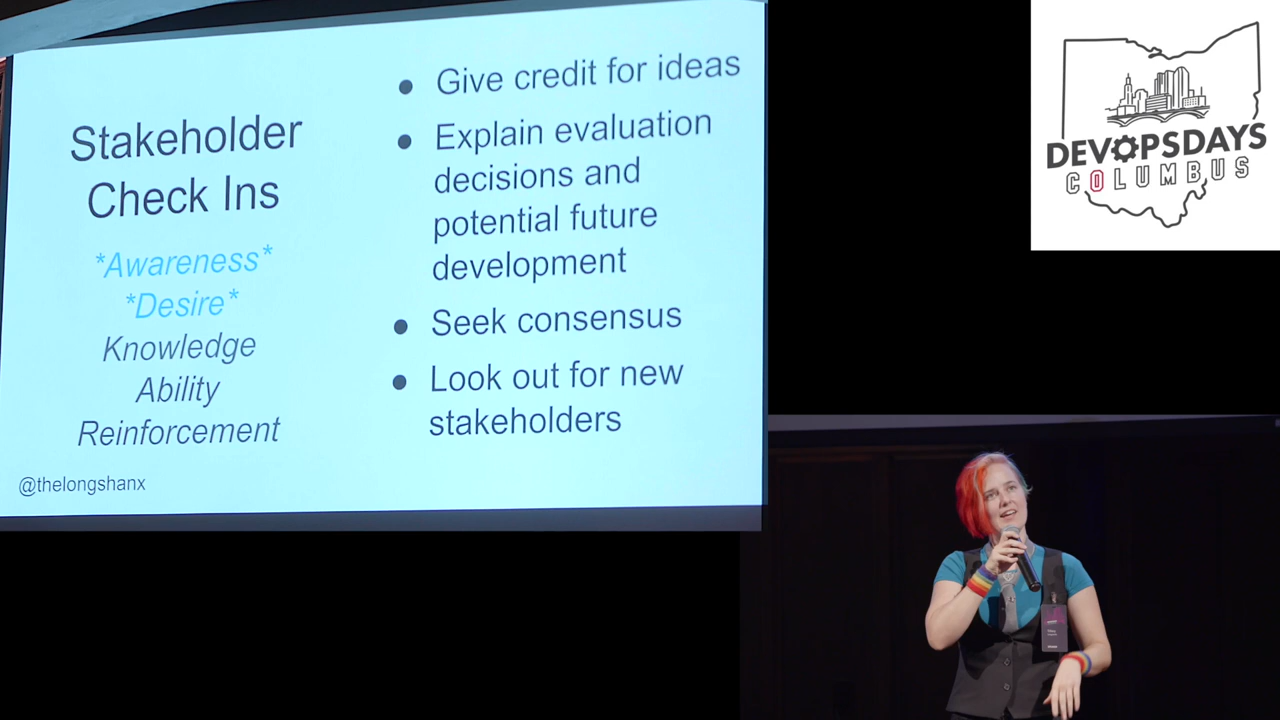 Stakeholder
Check Ins
*Awareness*
*Desire*
Knowledge
Ability
Reinforcement
@thelongshanx
● Give credit for ideas
● Explain evaluation
decisions and
potential future
development
● Seek consensus
● Look out for new
stakeholders
DEVOPSDAYS
COLUMBUS